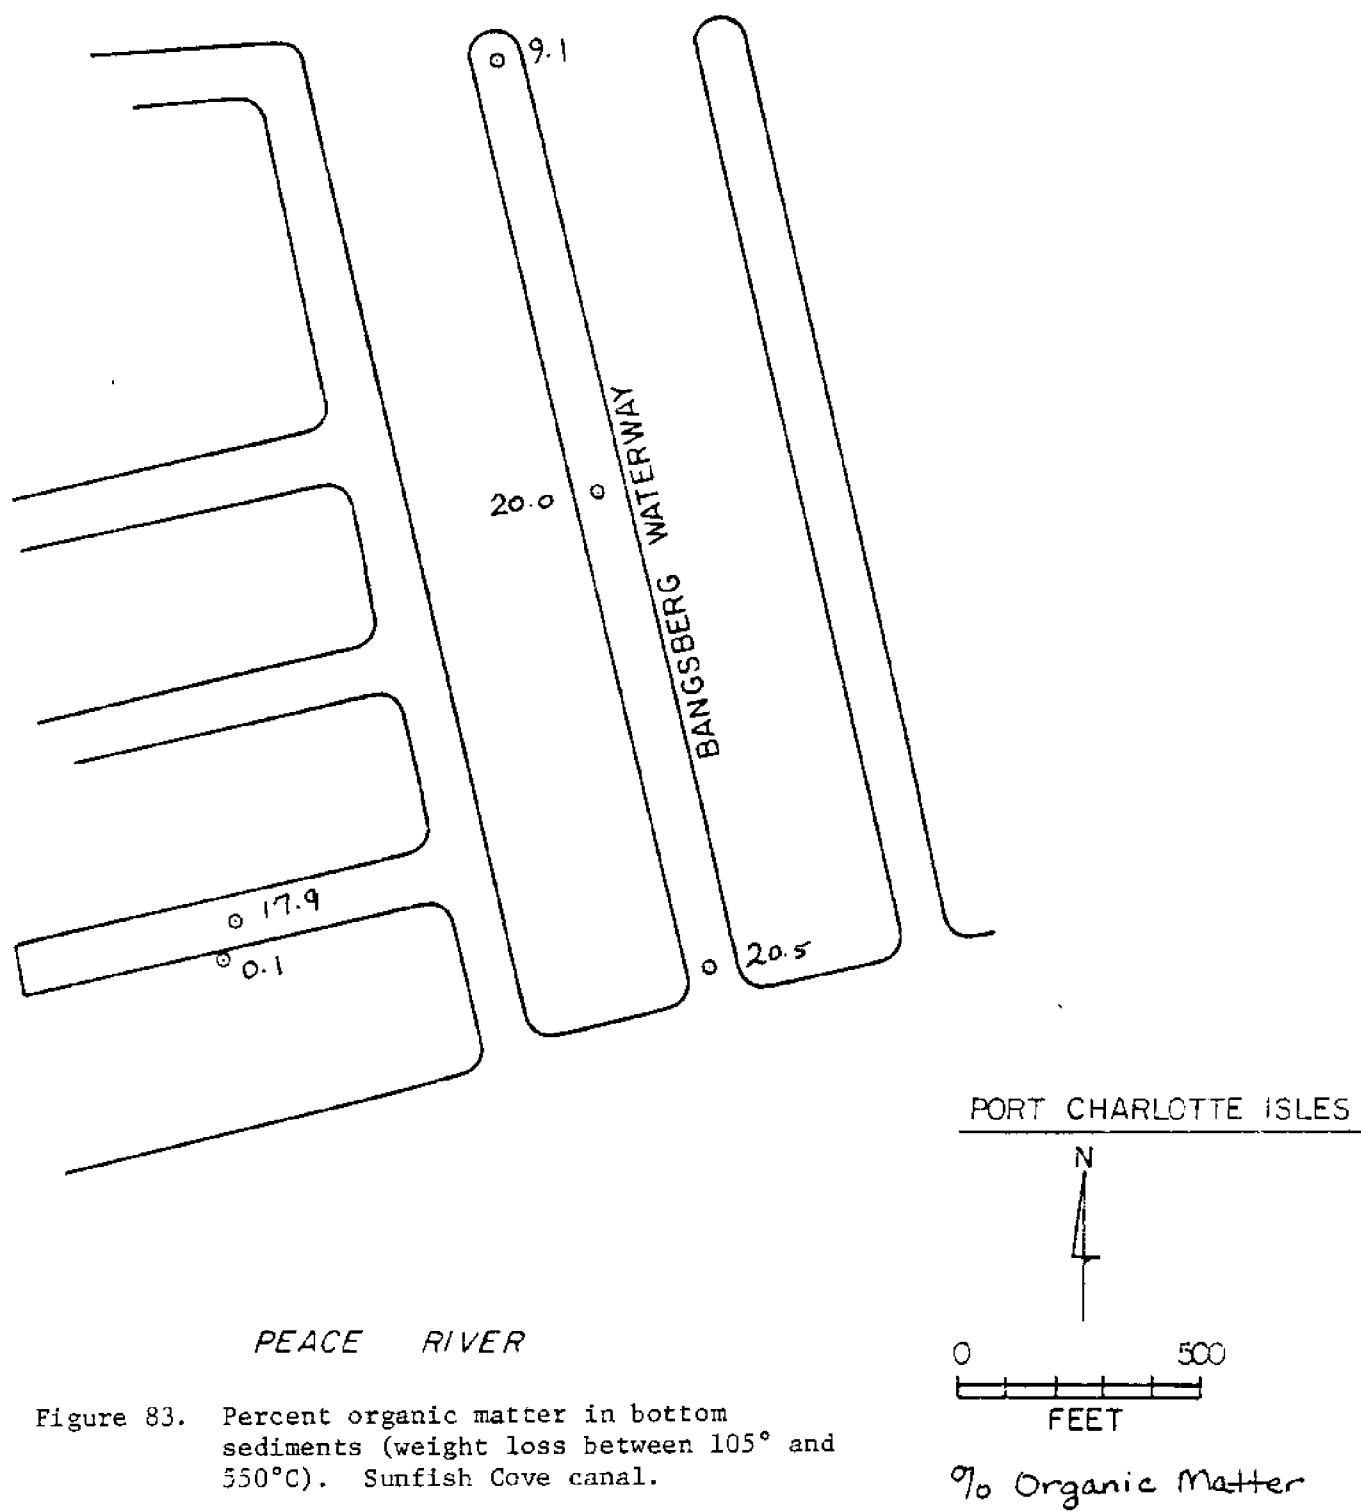 9.1
20.0
BANGSBERG WATERWAY
17.9
0.1
20.5
PORT CHARLOTTE ISLES
N
PEACE RIVER
0 500
FEET
% Organic Matter
Figure 83. Percent organic matter in bottom
sediments (weight loss between 105° and
550°C). Sunfish Cove canal.